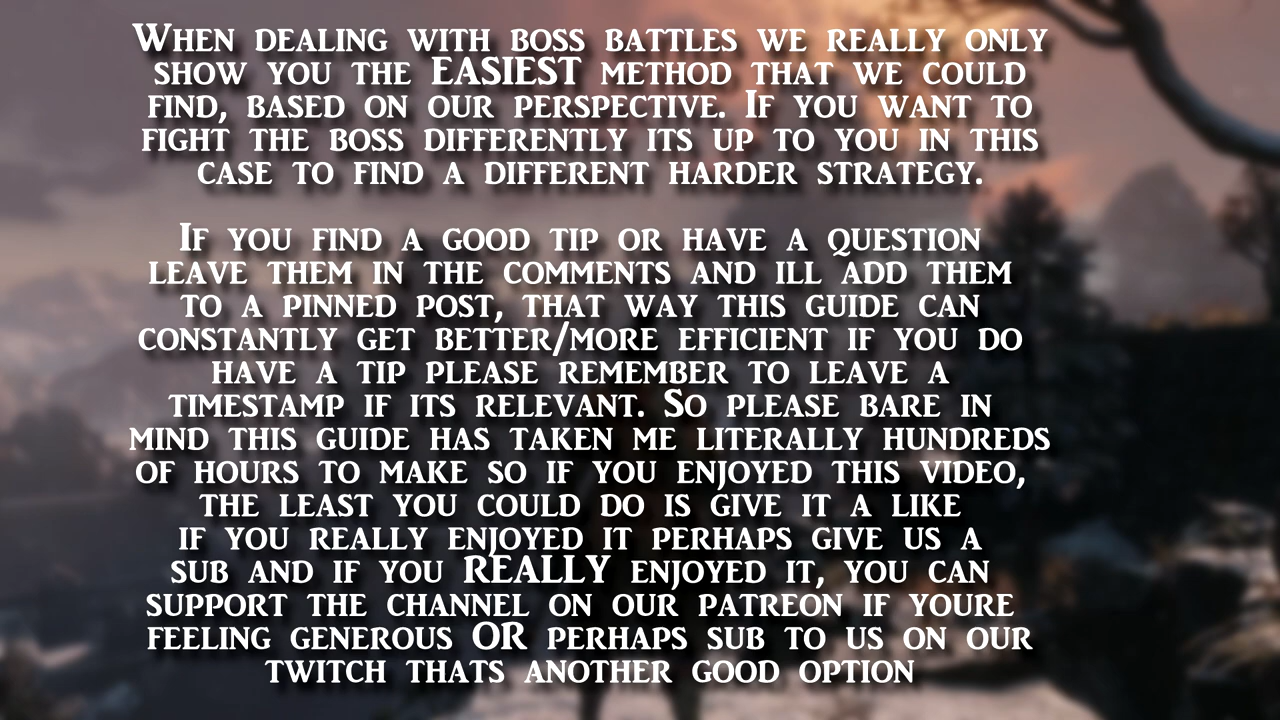 When dealing with boss battles we really only
show you the EASIEST method that we could
find, based on our perspective. If you want to
fight the boss differently its up to you in this
case to find a different harder strategy.
If you find a good tip or have a question
leave them in the comments and ill add them
to a pinned post, that way this guide can
constantly get better/more efficient if you do
have a tip please remember to leave a
timestamp if its relevant. So please bare in
mind this guide has taken me literally hundreds
of hours to make so if you enjoyed this video,
the least you could do is give it a like
if you really enjoyed it perhaps give us a
sub and if you REALLY enjoyed it, you can
support the channel on our patreon if youre
feeling generous OR perhaps sub to us on our
twitch thats another good option